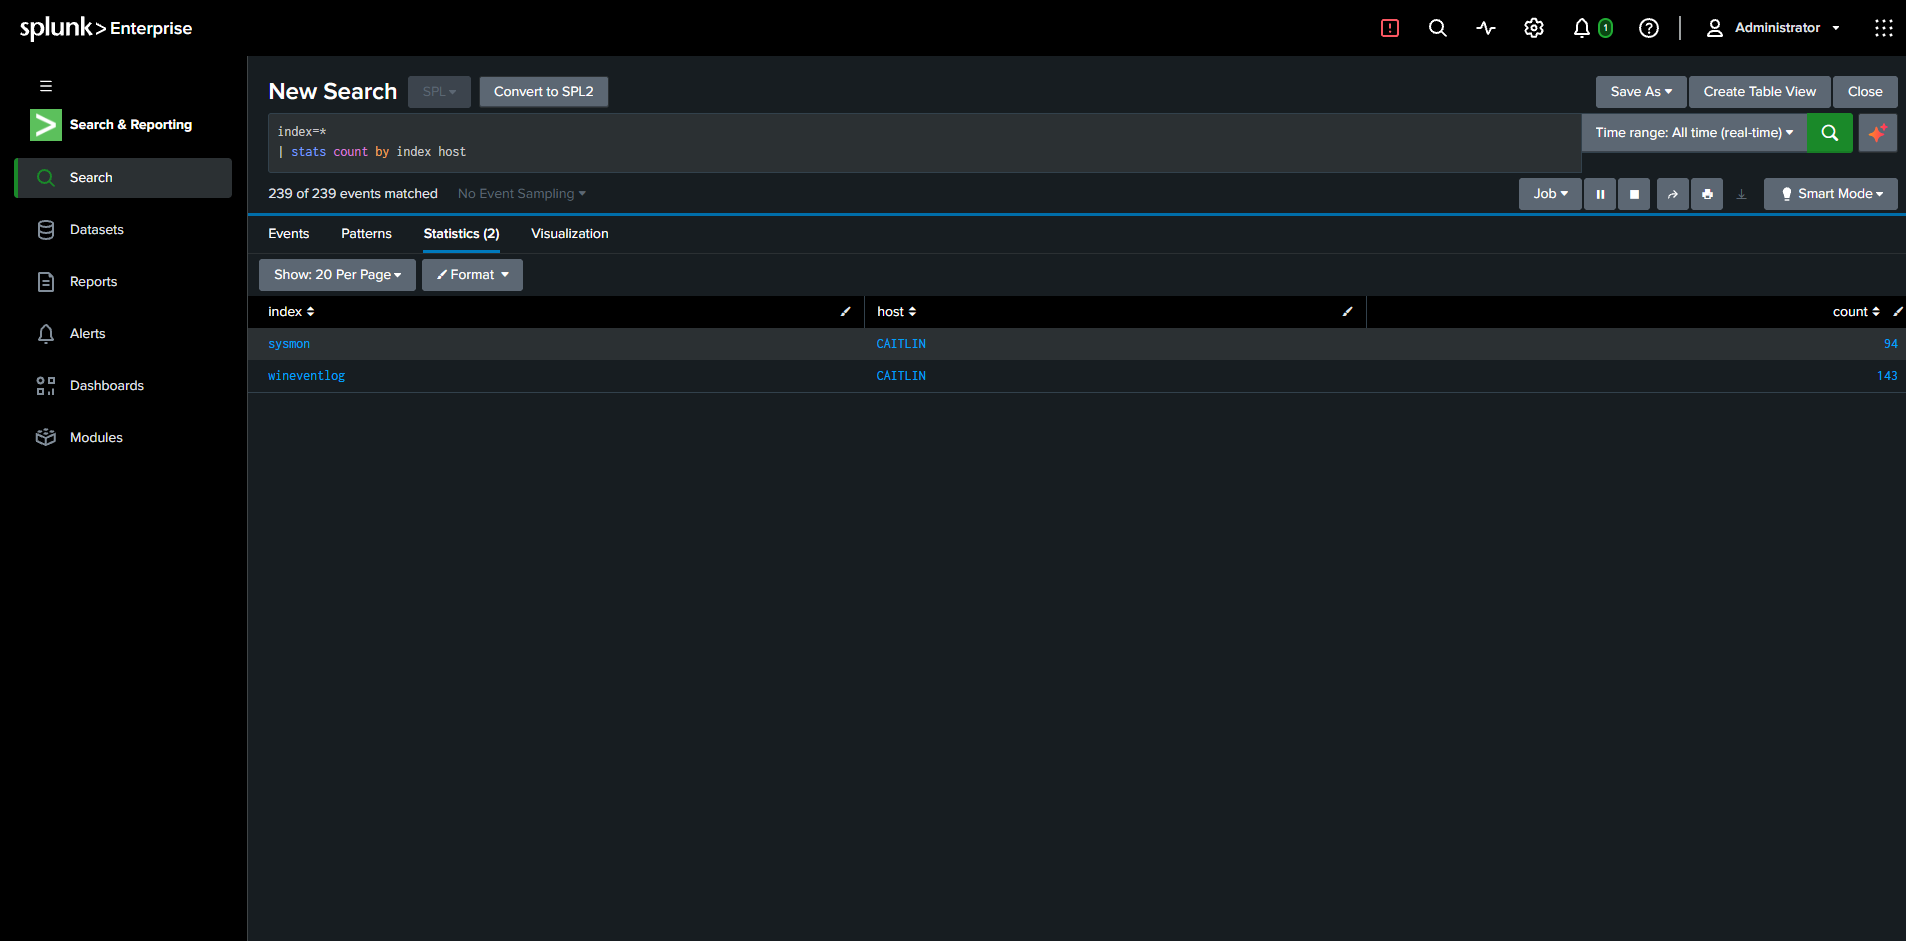 splunk> Enterprise
1
Administrator
Search & Reporting
Search
Datasets
Reports
Alerts
Dashboards
Modules
New Search
SPL
Convert to SPL2
Save As
Create Table View
Close
index=*
| stats count by index host
Time range: All time (real-time)
239 of 239 events matched
No Event Sampling
Job
Smart Mode
Events
Patterns
Statistics (2)
Visualization
Show: 20 Per Page
Format
index
host
count
sysmon
CAITLIN
94
wineventlog
CAITLIN
143